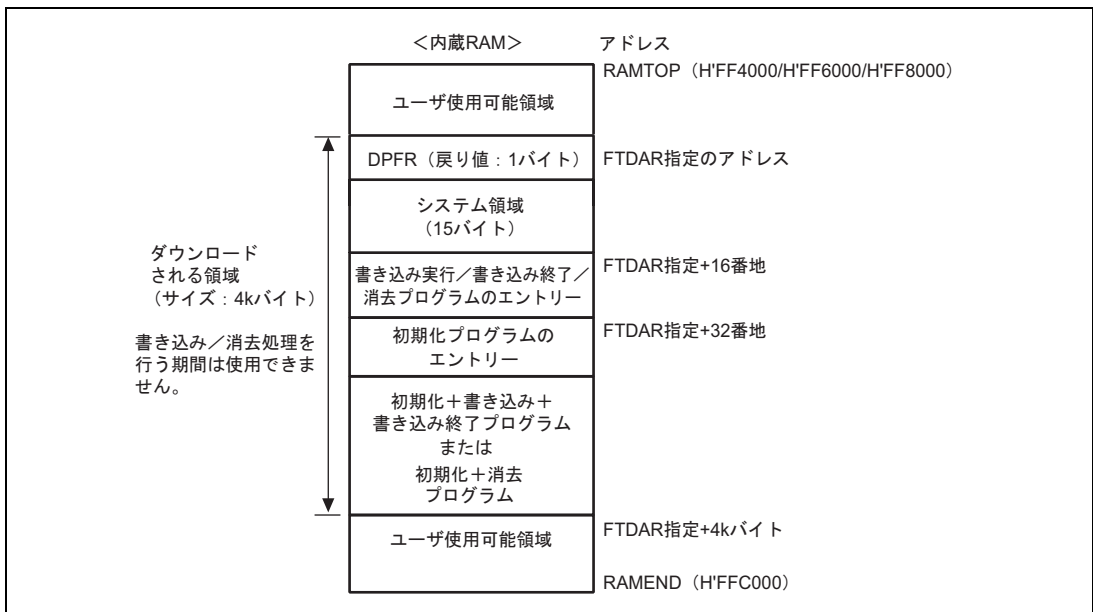 ＜内蔵RAM＞
アドレス
RAMTOP（H'FF4000/H'FF6000/H'FF8000）
ユーザ使用可能領域
DPFR（戻り値：1バイト）
FTDAR指定のアドレス
システム領域
（15バイト）
ダウンロード
される領域
（サイズ：4kバイト）
書き込み／消去処理を
行う期間は使用できま
せん。
書き込み実行／書き込み終了／
消去プログラムのエントリー
FTDAR指定+16番地
初期化プログラムの
エントリー
FTDAR指定+32番地
初期化＋書き込み＋
書き込み終了プログラム
または
初期化＋消去
プログラム
ユーザ使用可能領域
FTDAR指定+4kバイト
RAMEND（H'FFC000）